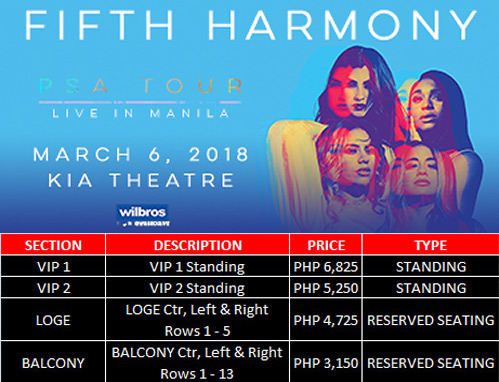 FIFTH HARMONY
PSA TOUR
LIVE IN MANILA
MARCH 6, 2018
KIA THEATRE
wilbros
SECTION DESCRIPTION PRICE TYPE
VIP 1 VIP 1 Standing PHP 6,825 STANDING
VIP 2 VIP 2 Standing PHP 5,250 STANDING
LOGE LOGE Ctr, Left & Right Rows 1 - 5 PHP 4,725 RESERVED SEATING
BALCONY BALCONY Ctr, Left & Right Rows 1 - 13 PHP 3,150 RESERVED SEATING